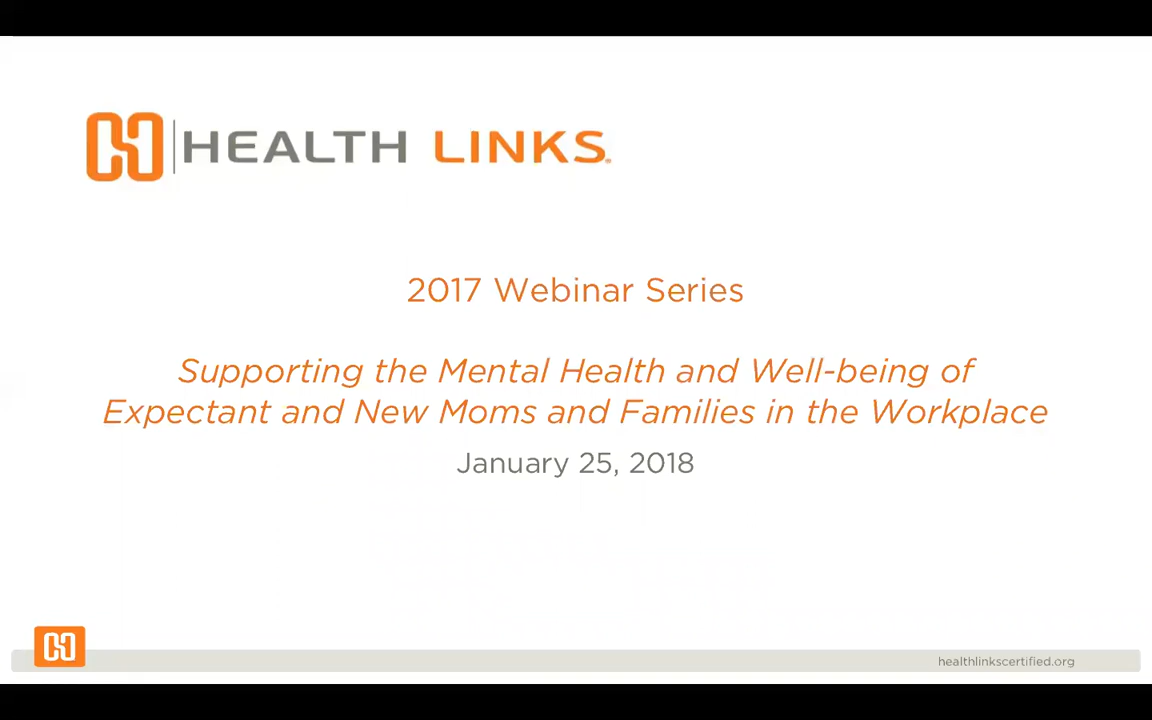 HEALTH LINKS.
2017 Webinar Series
Supporting the Mental Health and Well-being of
Expectant and New Moms and Families in the Workplace
January 25, 2018
healthlinkscertified.org